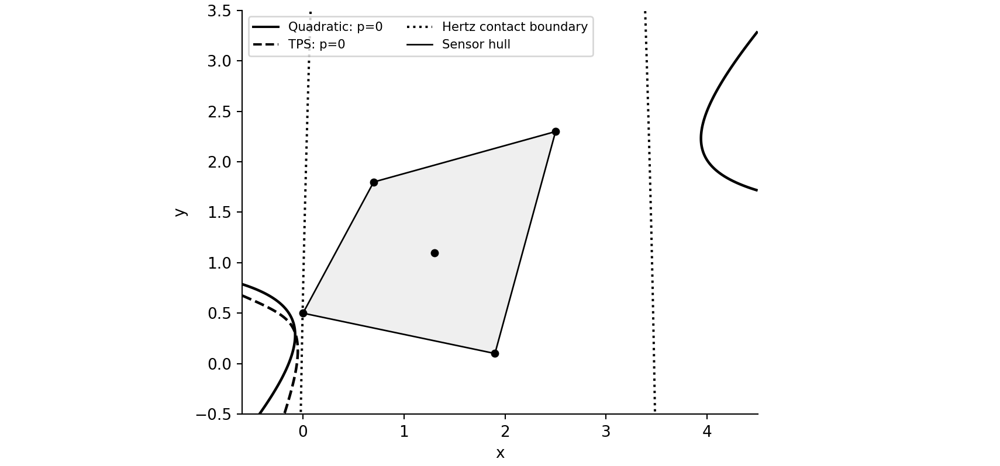 3.5
Quadratic: p=0
TPS: p=0
Hertz contact boundary
Sensor hull
3.0
2.5
2.0
y
1.5
1.0
0.5
0.0
−0.5
0 1 2 3 4
x